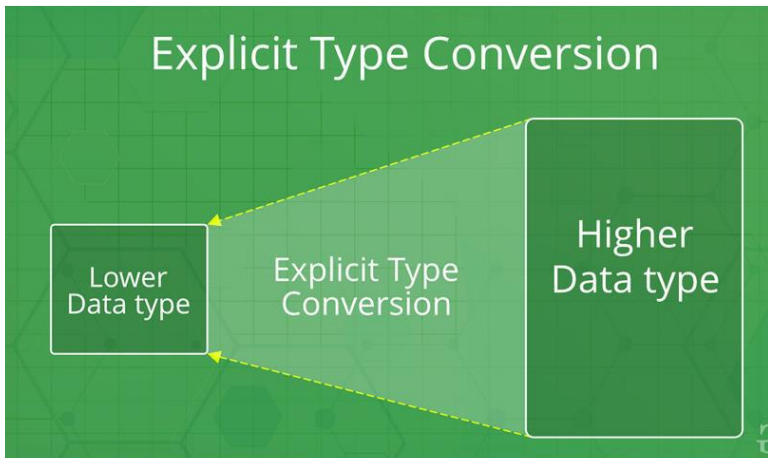 Explicit Type Conversion
Lower
Data type
Explicit Type
Conversion
Higher
Data type